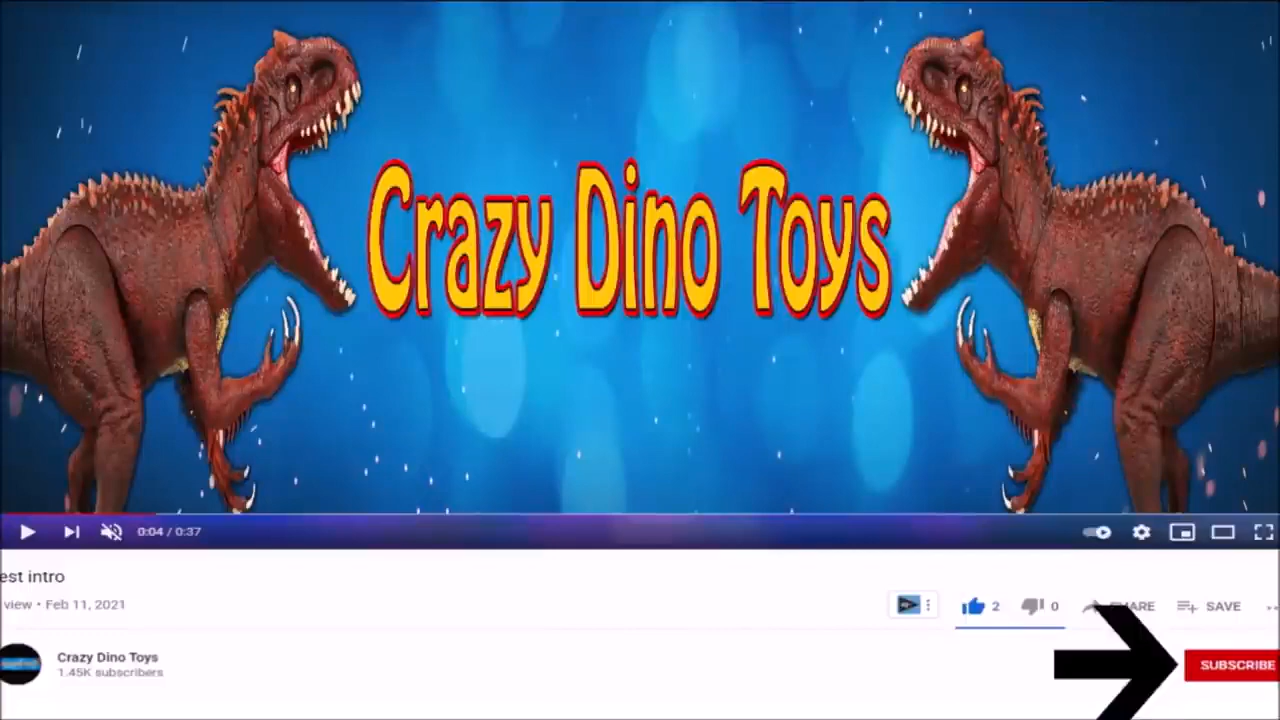 Crazy Dino Toys
0:04 / 0:37
est intro
view • Feb 11, 2021
2
0
SHARE
SAVE
Crazy Dino Toys
1.45K subscribers
SUBSCRIBE